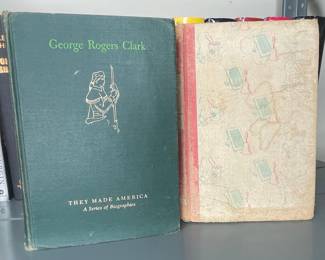 George Rogers Clark
THEY MADE AMERICA
A Series of Biographies